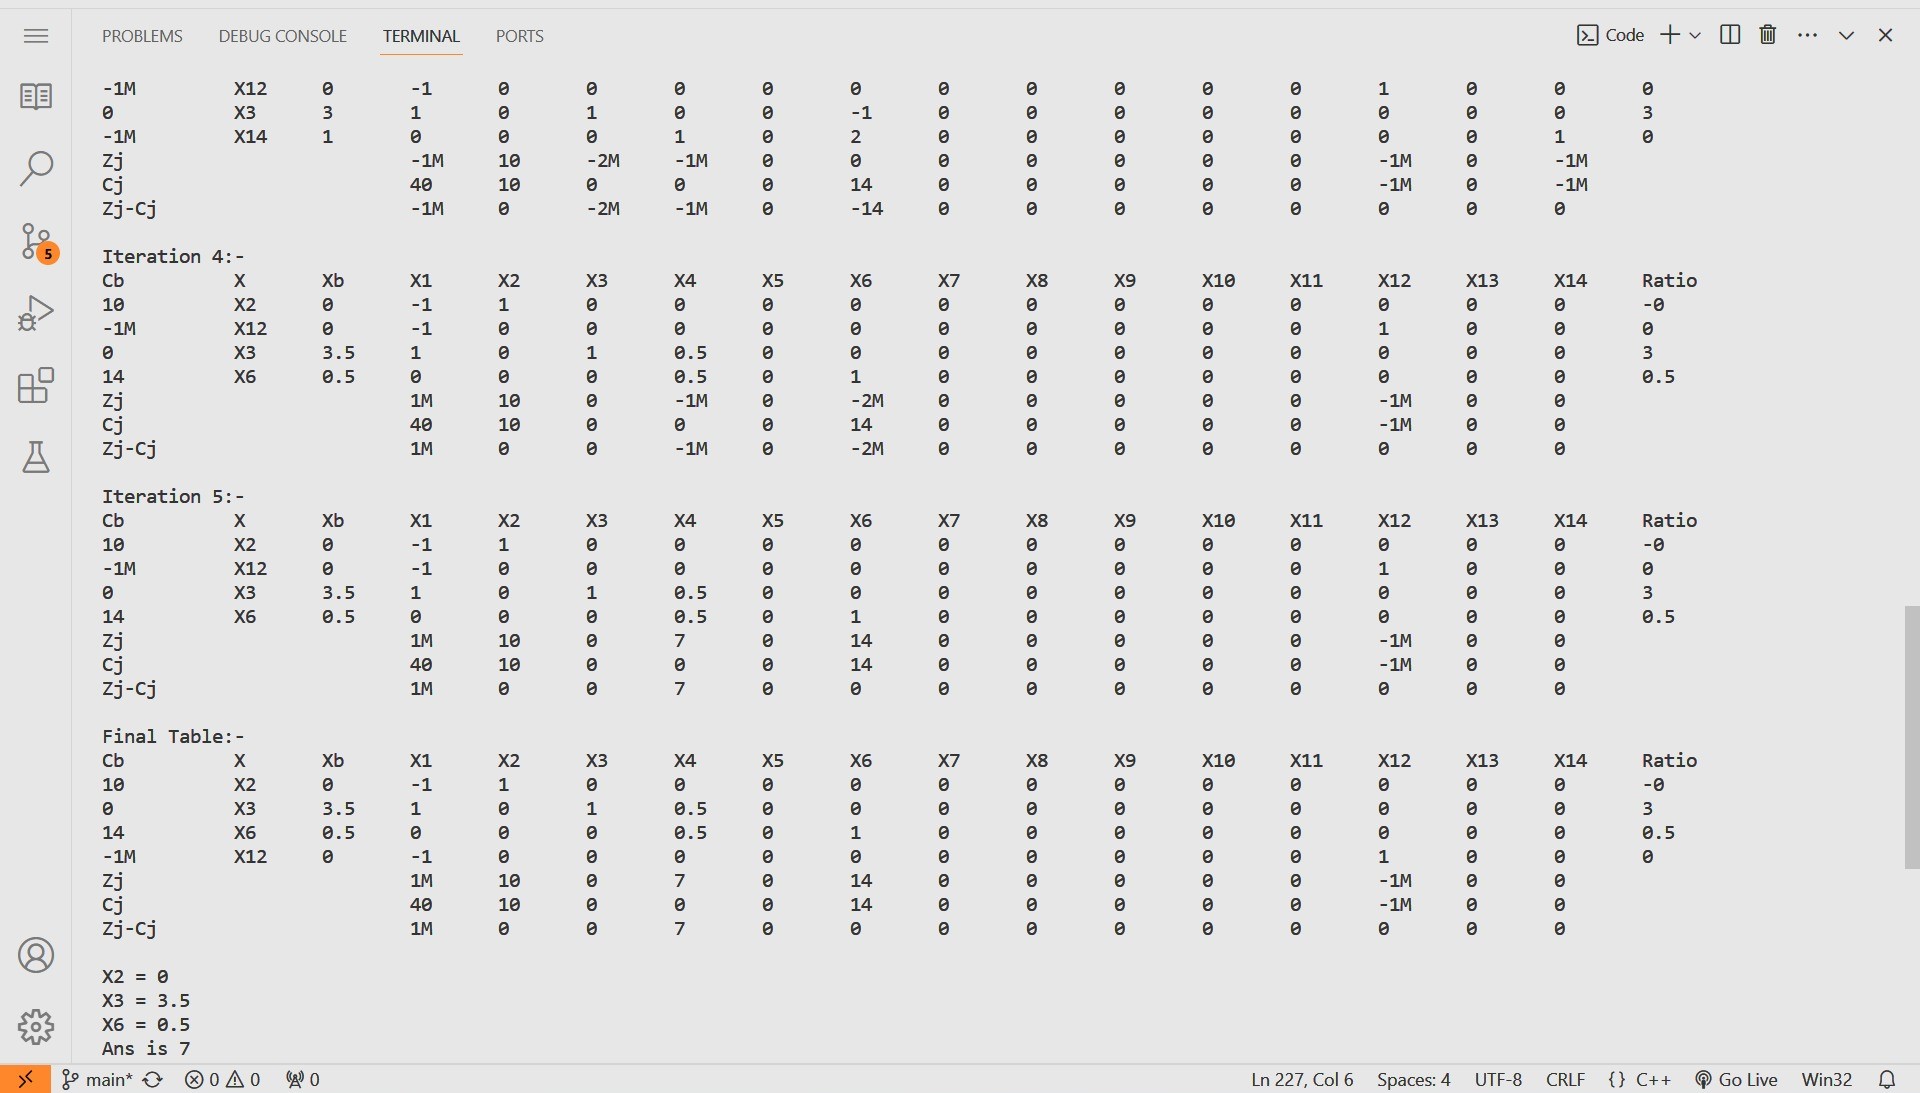 PROBLEMS DEBUG CONSOLE TERMINAL PORTS Code
-1M X12 0 -1 0 0 0 0 0 0 0 0 0 0 1 0 0 0
0 X3 3 1 0 1 0 0 -1 0 0 0 0 0 0 0 0 3
-1M X14 1 0 0 0 1 0 2 0 0 0 0 0 0 0 1 0
Zj -1M 10 -2M -1M 0 0 0 0 0 0 0 -1M 0 -1M
Cj 40 10 0 0 0 14 0 0 0 0 0 -1M 0 -1M
Zj-Cj -1M 0 -2M -1M 0 -14 0 0 0 0 0 0 0 0
Iteration 4:-
Cb X Xb X1 X2 X3 X4 X5 X6 X7 X8 X9 X10 X11 X12 X13 X14 Ratio
10 X2 0 -1 1 0 0 0 0 0 0 0 0 0 0 0 0 -0
-1M X12 0 -1 0 0 0 0 0 0 0 0 0 0 1 0 0 0
0 X3 3.5 1 0 1 0.5 0 0 0 0 0 0 0 0 0 0 3
14 X6 0.5 0 0 0 0.5 0 1 0 0 0 0 0 0 0 0 0.5
Zj 1M 10 0 -1M 0 -2M 0 0 0 0 0 -1M 0 0
Cj 40 10 0 0 0 14 0 0 0 0 0 -1M 0 0
Zj-Cj 1M 0 0 -1M 0 -2M 0 0 0 0 0 0 0 0
Iteration 5:-
Cb X Xb X1 X2 X3 X4 X5 X6 X7 X8 X9 X10 X11 X12 X13 X14 Ratio
10 X2 0 -1 1 0 0 0 0 0 0 0 0 0 0 0 0 -0
-1M X12 0 -1 0 0 0 0 0 0 0 0 0 0 1 0 0 0
0 X3 3.5 1 0 1 0.5 0 0 0 0 0 0 0 0 0 0 3
14 X6 0.5 0 0 0 0.5 0 1 0 0 0 0 0 0 0 0 0.5
Zj 1M 10 0 7 0 14 0 0 0 0 0 -1M 0 0
Cj 40 10 0 0 0 14 0 0 0 0 0 -1M 0 0
Zj-Cj 1M 0 0 7 0 0 0 0 0 0 0 0 0 0
Final Table:-
Cb X Xb X1 X2 X3 X4 X5 X6 X7 X8 X9 X10 X11 X12 X13 X14 Ratio
10 X2 0 -1 1 0 0 0 0 0 0 0 0 0 0 0 0 -0
0 X3 3.5 1 0 1 0.5 0 0 0 0 0 0 0 0 0 0 3
14 X6 0.5 0 0 0 0.5 0 1 0 0 0 0 0 0 0 0 0.5
-1M X12 0 -1 0 0 0 0 0 0 0 0 0 0 1 0 0 0
Zj 1M 10 0 7 0 14 0 0 0 0 0 -1M 0 0
Cj 40 10 0 0 0 14 0 0 0 0 0 -1M 0 0
Zj-Cj 1M 0 0 7 0 0 0 0 0 0 0 0 0 0
X2 = 0
X3 = 3.5
X6 = 0.5
Ans is 7
5
main* 0 0 0 Ln 227, Col 6 Spaces: 4 UTF-8 CRLF {} C++ Go Live Win32